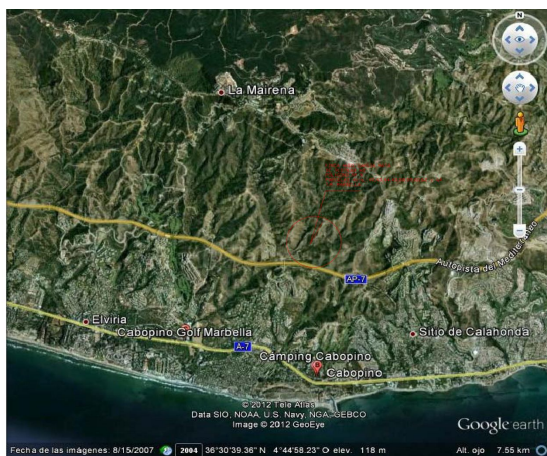 N
La Mairena
Autopista del Mediterráneo
AP-7
Elviria
Cabopino Golf Marbella
Sitio de Calahonda
A-7
Camping Cabopino
Cabopino
© 2012 Tele Atlas
Data SIO, NOAA, U.S. Navy, NGA, GEBCO
Image © 2012 GeoEye
Google earth
Fecha de las imágenes: 8/15/2007 2004 36°30'39.36" N 4°44'58.23" O elev. 118 m Alt. ojo 7.55 km